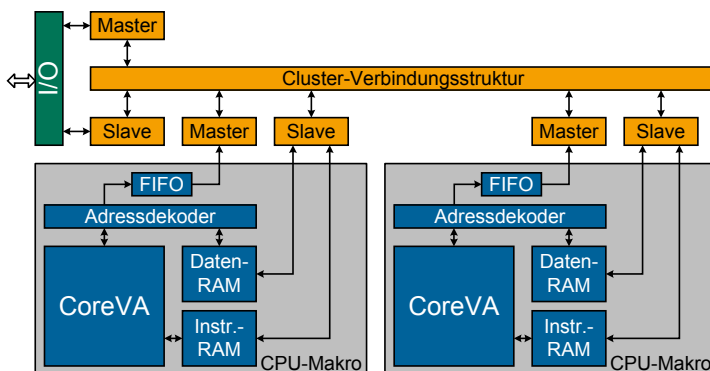 Master
I/O
Cluster-Verbindungsstruktur
Slave
Master
Slave
Master
Slave
FIFO
Adressdekoder
CoreVA
Daten-
RAM
Instr.-
RAM
CPU-Makro
FIFO
Adressdekoder
CoreVA
Daten-
RAM
Instr.-
RAM
CPU-Makro